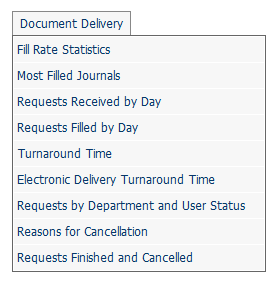 Document Delivery
Fill Rate Statistics
Most Filled Journals
Requests Received by Day
Requests Filled by Day
Turnaround Time
Electronic Delivery Turnaround Time
Requests by Department and User Status
Reasons for Cancellation
Requests Finished and Cancelled